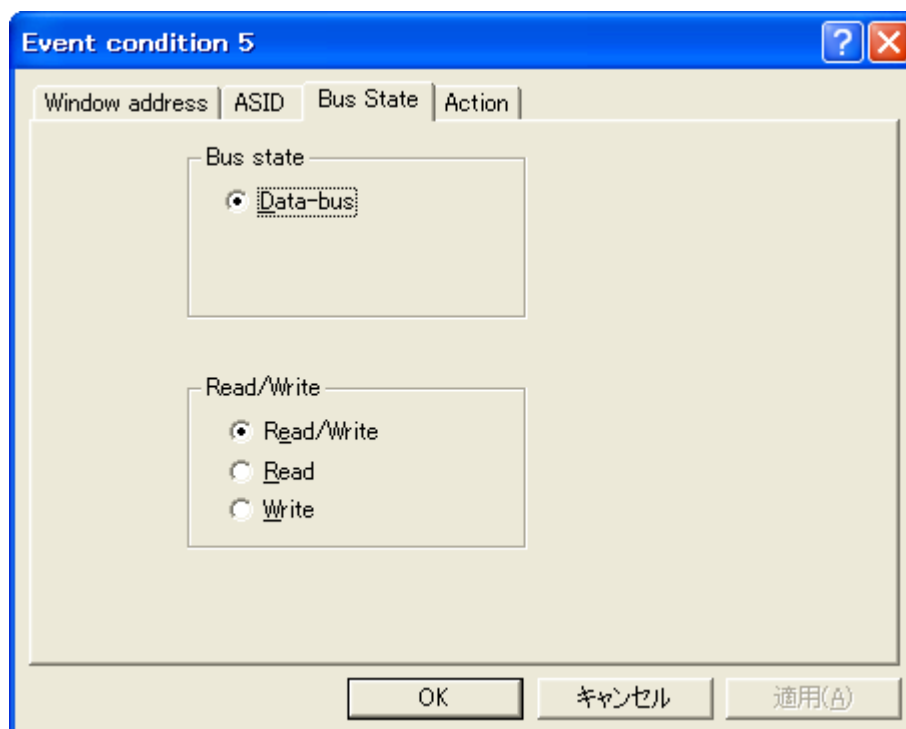 Event condition 5
Window address ASID Bus State Action
Bus state
Data-bus
Read/Write
Read/Write
Read
Write
OK キャンセル 適用(A)